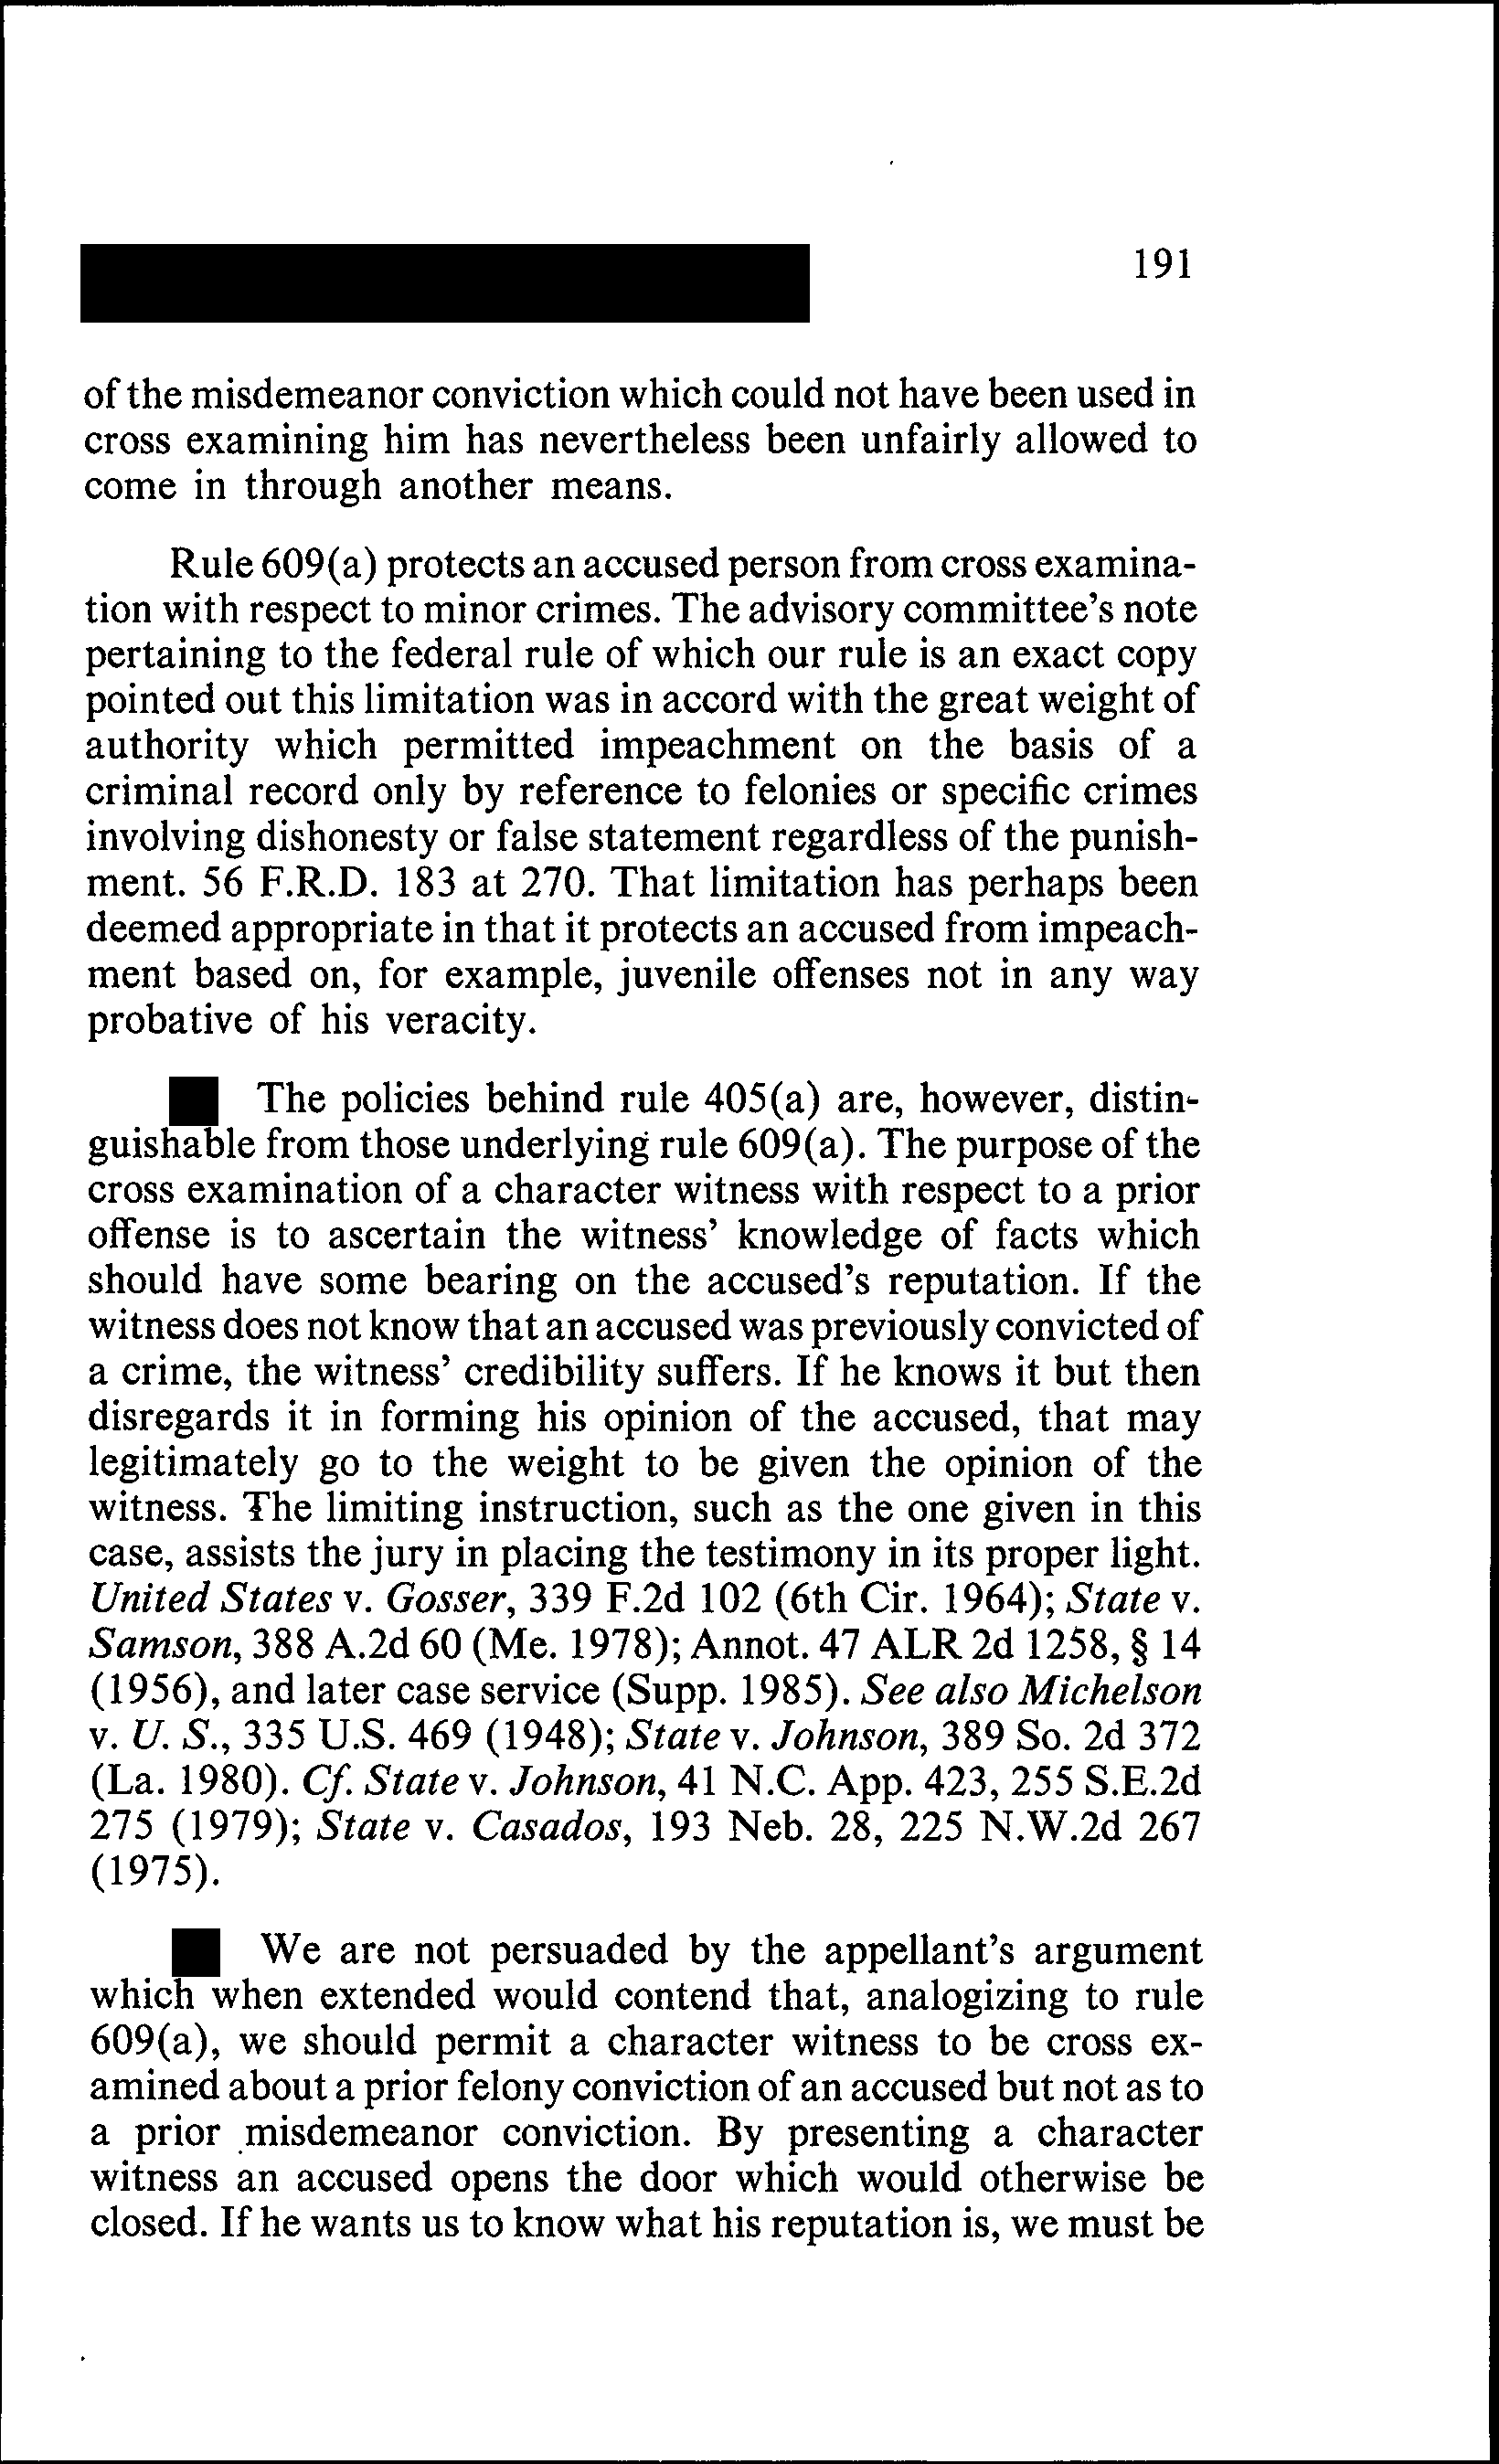 191
of the misdemeanor conviction which could not have been used in
cross examining him has nevertheless been unfairly allowed to
come in through another means.
Rule 609(a) protects an accused person from cross examina-
tion with respect to minor crimes. The advisory committee's note
pertaining to the federal rule of which our rule is an exact copy
pointed out this limitation was in accord with the great weight of
authority which permitted impeachment on the basis of a
criminal record only by reference to felonies or specific crimes
involving dishonesty or false statement regardless of the punish-
ment. 56 F.R.D. 183 at 270. That limitation has perhaps been
deemed appropriate in that it protects an accused from impeach-
ment based on, for example, juvenile offenses not in any way
probative of his veracity.
The policies behind rule 405(a) are, however, distin-
guishable from those underlying rule 609(a). The purpose of the
cross examination of a character witness with respect to a prior
offense is to ascertain the witness' knowledge of facts which
should have some bearing on the accused's reputation. If the
witness does not know that an accused was previously convicted of
a crime, the witness' credibility suffers. If he knows it but then
disregards it in forming his opinion of the accused, that may
legitimately go to the weight to be given the opinion of the
witness. The limiting instruction, such as the one given in this
case, assists the jury in placing the testimony in its proper light.
United States v. Gosser, 339 F.2d 102 (6th Cir. 1964); State v.
Samson, 388 A.2d 60 (Me. 1978); Annot. 47 ALR 2d 1258, § 14
(1956), and later case service (Supp. 1985). See also Michelson
v. U. S., 335 U.S. 469 (1948); State v. Johnson, 389 So. 2d 372
(La. 1980). Cf. State v. Johnson, 41 N.C. App. 423, 255 S.E.2d
275 (1979); State v. Casados, 193 Neb. 28, 225 N.W.2d 267
(1975).
We are not persuaded by the appellant's argument
which when extended would contend that, analogizing to rule
609(a), we should permit a character witness to be cross ex-
amined about a prior felony conviction of an accused but not as to
a prior misdemeanor conviction. By presenting a character
witness an accused opens the door which would otherwise be
closed. If he wants us to know what his reputation is, we must be